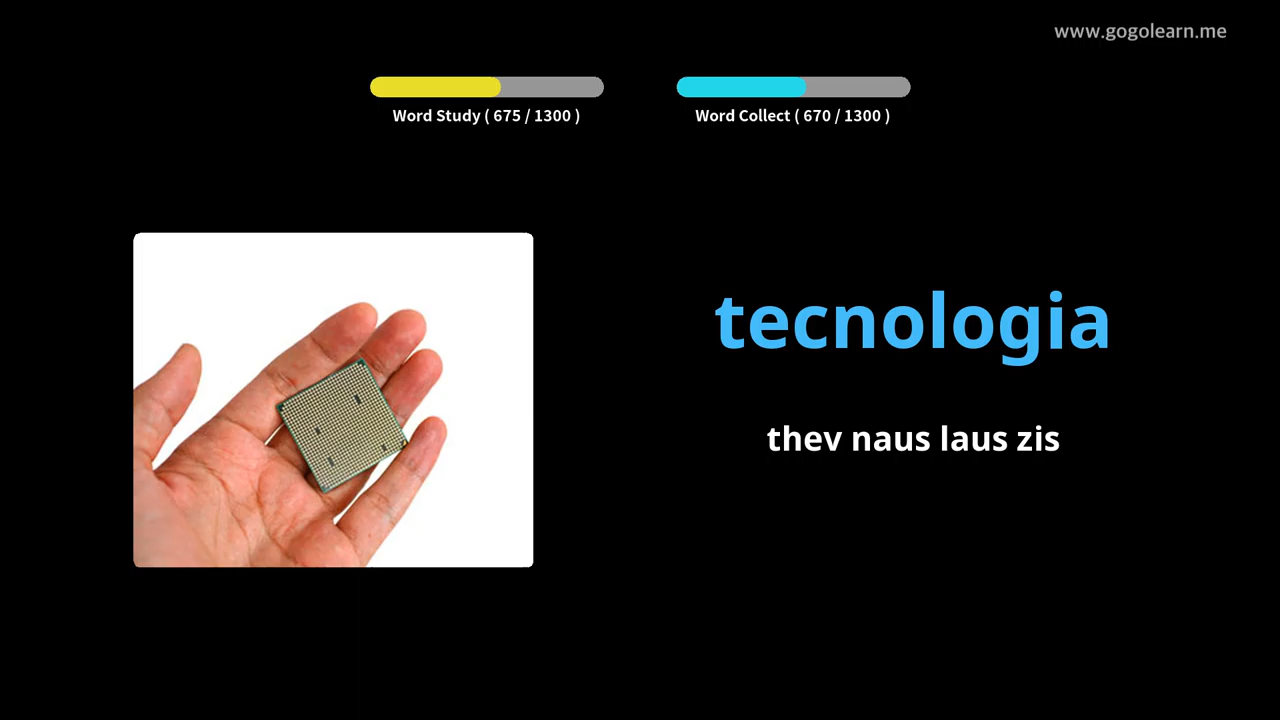 www.gogolearn.me
Word Study ( 675 / 1300 )
Word Collect ( 670 / 1300 )
tecnologia
thev naus laus zis